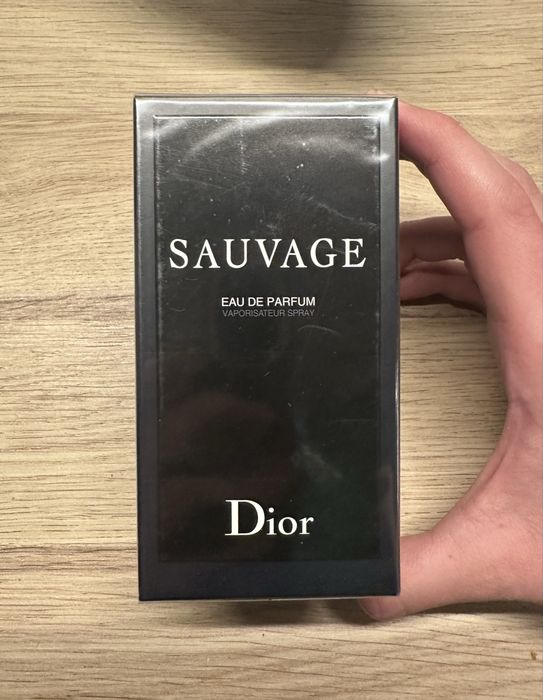 SAUVAGE
EAU DE PARFUM
VAPORISATEUR SPRAY
Dior